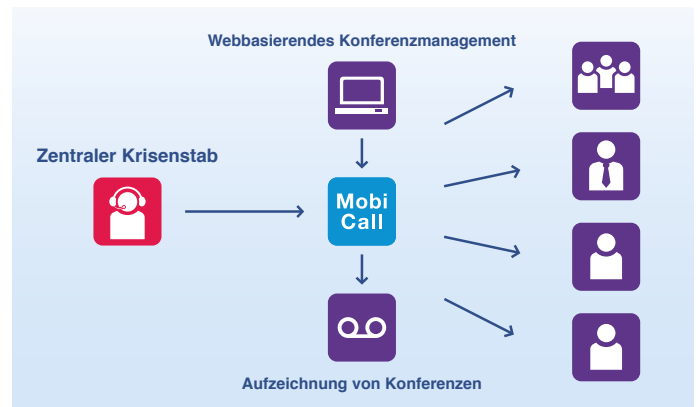 Webbasierendes Konferenzmanagement
Zentraler Krisenstab
Mobi
Call
Aufzeichnung von Konferenzen